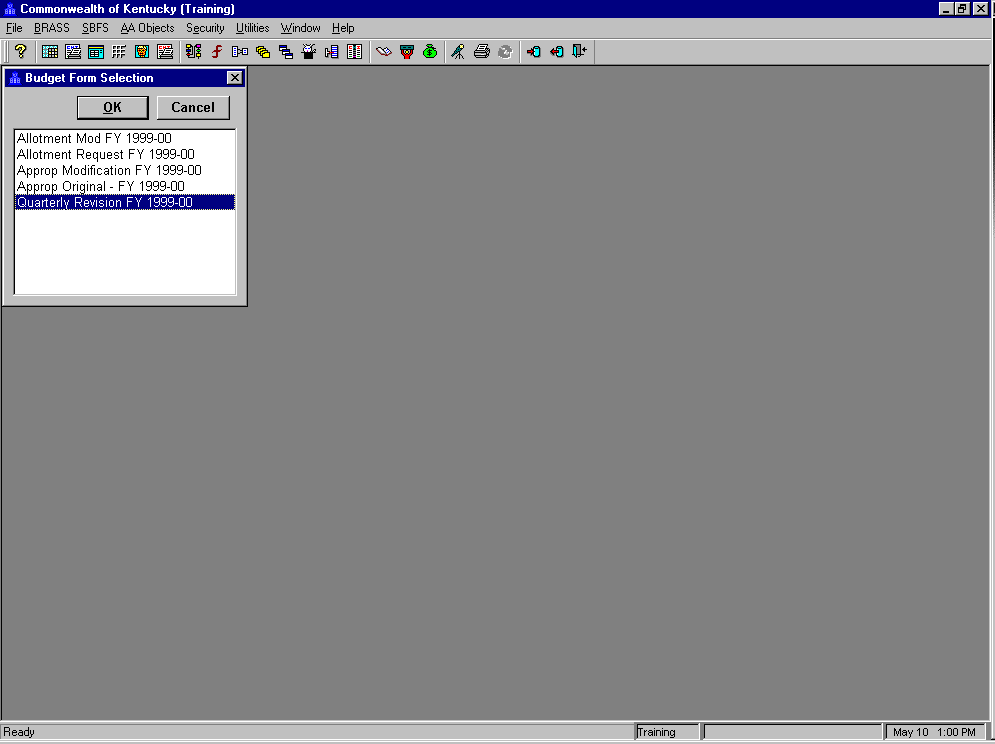 Commonwealth of Kentucky (Training)
File BRASS SBFS AA Objects Security Utilities Window Help
Budget Form Selection
OK Cancel
Allotment Mod FY 1999-00
Allotment Request FY 1999-00
Approp Modification FY 1999-00
Approp Original - FY 1999-00
Quarterly Revision FY 1999-00
Ready Training May 10 1:00 PM